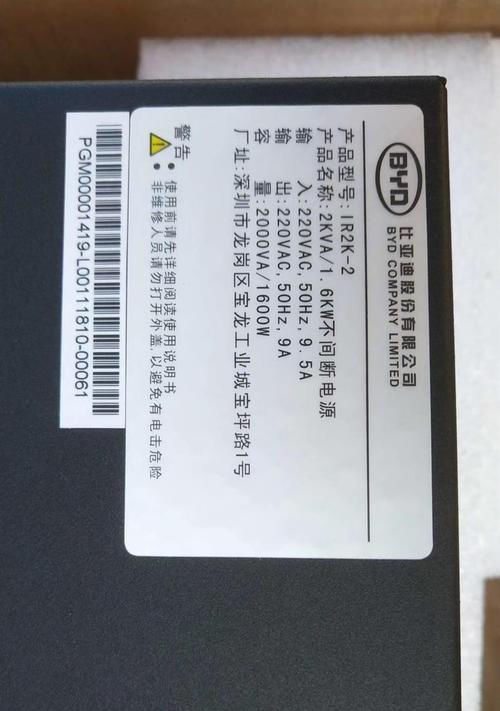 BYD
比亚迪股份有限公司
BYD COMPANY LIMITED
产品型号: IR2K-2
产品名称: 2KVA/1.6KW不间断电源
输 入: 220VAC, 50Hz, 9.5A
输 出: 220VAC, 50Hz, 9A
容 量: 2000VA/1600W
厂址: 深圳市龙岗区宝龙工业城宝坪路1号
警告: 使用前请先详细阅读使用说明书
非维修人员请勿打开外盖, 以避免有电击危险
PGM00001419-L00111810-00061